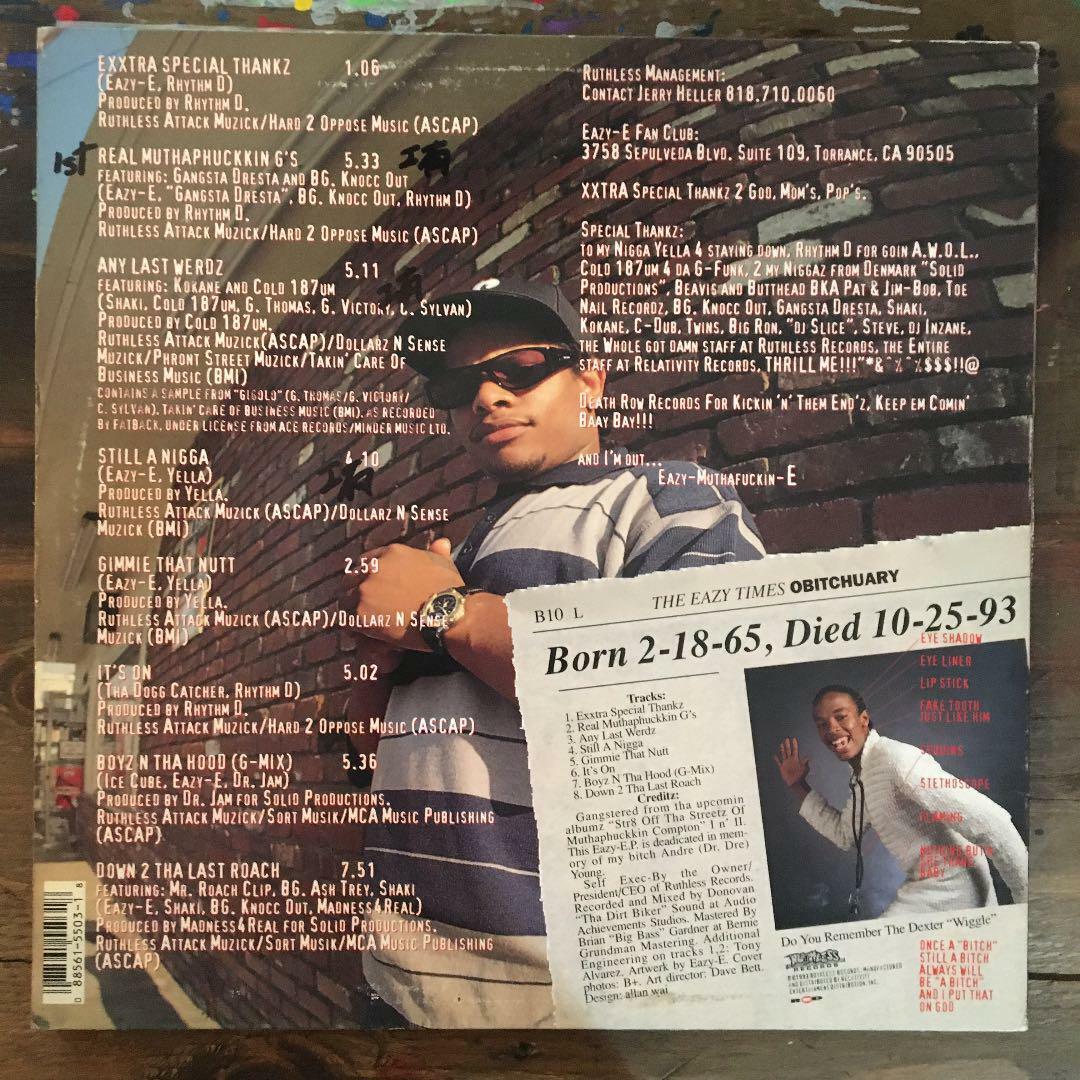 EXXTRA SPECIAL THANKZ 1.06
(EAZY-E, RHYTHM D)
PRODUCED BY RHYTHM D.
RUTHLESS ATTACK MUZICK/HARD 2 OPPOSE MUSIC (ASCAP)
1st
REAL MUTHAPHUCKKIN G'S 5.33
FEATURING: GANGSTA DRESTA AND BG. KNOCC OUT
(EAZY-E, "GANGSTA DRESTA", BG. KNOCC OUT, RHYTHM D)
PRODUCED BY RHYTHM D.
RUTHLESS ATTACK MUZICK/HARD 2 OPPOSE MUSIC (ASCAP)
ANY LAST WERDZ 5.11
FEATURING: KOKANE AND COLD 187UM
(SHAKI, COLD 187UM, G. THOMAS, G. VICTORY, C. SYLVAN)
PRODUCED BY COLD 187UM.
RUTHLESS ATTACK MUZICK(ASCAP)/DOLLARZ N SENSE
MUZICK/PHRONT STREET MUZICK/TAKIN' CARE OF
BUSINESS MUSIC (BMI)
CONTAINS A SAMPLE FROM "GIGOLO" (G. THOMAS/G. VICTORY/
C. SYLVAN). TAKIN' CARE OF BUSINESS MUSIC (BMI). AS RECORDED
BY FATBACK, UNDER LICENSE FROM ACE RECORDS/MINDER MUSIC LTD.
STILL A NIGGA 4.10
(EAZY-E, YELLA)
PRODUCED BY YELLA.
RUTHLESS ATTACK MUZICK (ASCAP)/DOLLARZ N SENSE
MUZICK (BMI)
GIMMIE THAT NUTT 2.59
(EAZY-E, YELLA)
PRODUCED BY YELLA.
RUTHLESS ATTACK MUZICK (ASCAP)/DOLLARZ N SENSE
MUZICK (BMI)
IT'S ON 5.02
(THA DOGG CATCHER, RHYTHM D)
PRODUCED BY RHYTHM D.
RUTHLESS ATTACK MUZICK/HARD 2 OPPOSE MUSIC (ASCAP)
BOYZ N THA HOOD (G-MIX) 5.36
(ICE CUBE, EAZY-E, DR. JAM)
PRODUCED BY DR. JAM FOR SOLID PRODUCTIONS.
RUTHLESS ATTACK MUZICK/SORT MUSIK/MCA MUSIC PUBLISHING
(ASCAP)
DOWN 2 THA LAST ROACH 7.51
FEATURING: MR. ROACH CLIP, BG. ASH TREY, SHAKI
(EAZY-E, SHAKI, BG. KNOCC OUT, MADNESS4REAL)
PRODUCED BY MADNESS4REAL FOR SOLID PRODUCTIONS.
RUTHLESS ATTACK MUZICK/SORT MUSIK/MCA MUSIC PUBLISHING
(ASCAP)
0 88561-5503-1 8
RUTHLESS MANAGEMENT:
CONTACT JERRY HELLER 818.710.0060
EAZY-E FAN CLUB:
3758 SEPULVEDA BLVD. SUITE 109, TORRANCE, CA 90505
XXTRA SPECIAL THANKZ 2 GOD, MOM'S, POP'S.
SPECIAL THANKZ:
TO MY NIGGA YELLA 4 STAYING DOWN, RHYTHM D FOR GOIN A.W.O.L.,
COLD 187UM 4 DA G-FUNK, 2 MY NIGGAZ FROM DENMARK "SOLID
PRODUCTIONS", BEAVIS AND BUTTHEAD BKA PAT & JIM-BOB, TOE
NAIL RECORDZ, BG. KNOCC OUT, GANGSTA DRESTA, SHAKI,
KOKANE, C-DUB, TWINS, BIG RON, "DJ SLICE", STEVE, DJ INZANE,
THE WHOLE GOT DAMN STAFF AT RUTHLESS RECORDS, THE ENTIRE
STAFF AT RELATIVITY RECORDS, THRILL ME!!!"*&^%^%$$$!!@
DEATH ROW RECORDS FOR KICKIN 'N' THEM END'Z, KEEP EM COMIN'
BAAY BAY!!!
AND I'M OUT...
EAZY-MUTHAFUCKIN-E
B10 L THE EAZY TIMES OBITCHUARY
Born 2-18-65, Died 10-25-93
Tracks:
1. Exxtra Special Thankz
2. Real Muthaphuckkin G's
3. Any Last Werdz
4. Still A Nigga
5. Gimmie That Nutt
6. It's On
7. Boyz N Tha Hood (G-Mix)
8. Down 2 Tha Last Roach
Creditz:
Gangstered from tha upcomin
albumz "Str8 Off Tha Streetz Of
Muthaphuckkin Compton" I n' II.
This Eazy-E.P. is deadicated in mem-
ory of my bitch Andre (Dr. Dre)
Young.
Self Exec-By the Owner/
President/CEO of Ruthless Records.
Recorded and Mixed by Donovan
"Tha Dirt Biker" Sound at Audio
Achievements Studios. Mastered By
Brian "Big Bass" Gardner at Bernie
Grundman Mastering. Additional
Engineering on tracks 1,2: Tony
Alvarez. Artwerk by Eazy-E. Cover
photos: B+. Art director: Dave Bett.
Design: allan wai
EYE SHADOW
EYE LINER
LIP STICK
FAKE TOOTH
JUST LIKE HIM
SEQUINS
STETHOSCOPE
FLAMING
Do You Remember The Dexter "Wiggle"
RUTHLESS
RECORDS
ONCE A "BITCH"
STILL A BITCH
ALWAYS WILL
BE "A BITCH"
AND I PUT THAT
ON GOD